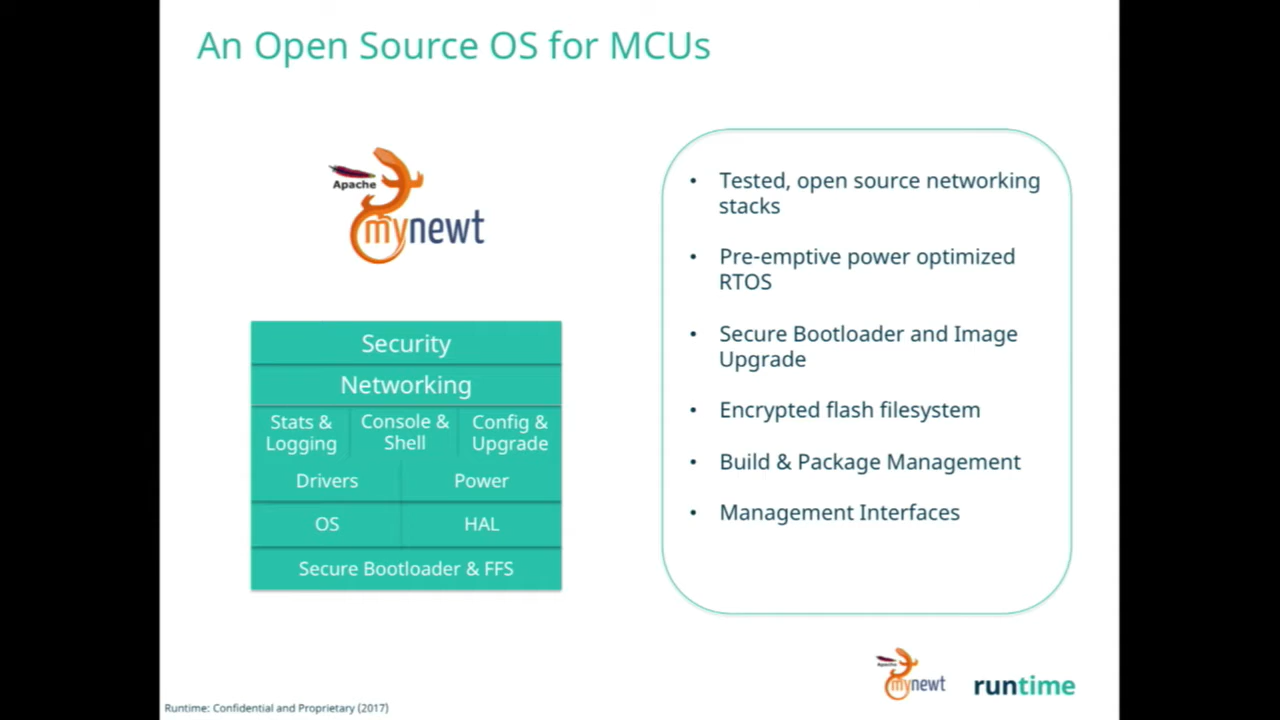 An Open Source OS for MCUs
Apache
mynewt
Security
Networking
Stats &
Logging
Console &
Shell
Config &
Upgrade
Drivers
Power
OS
HAL
Secure Bootloader & FFS
• Tested, open source networking
stacks
• Pre-emptive power optimized
RTOS
• Secure Bootloader and Image
Upgrade
• Encrypted flash filesystem
• Build & Package Management
• Management Interfaces
Apache
mynewt
runtime
Runtime: Confidential and Proprietary (2017)